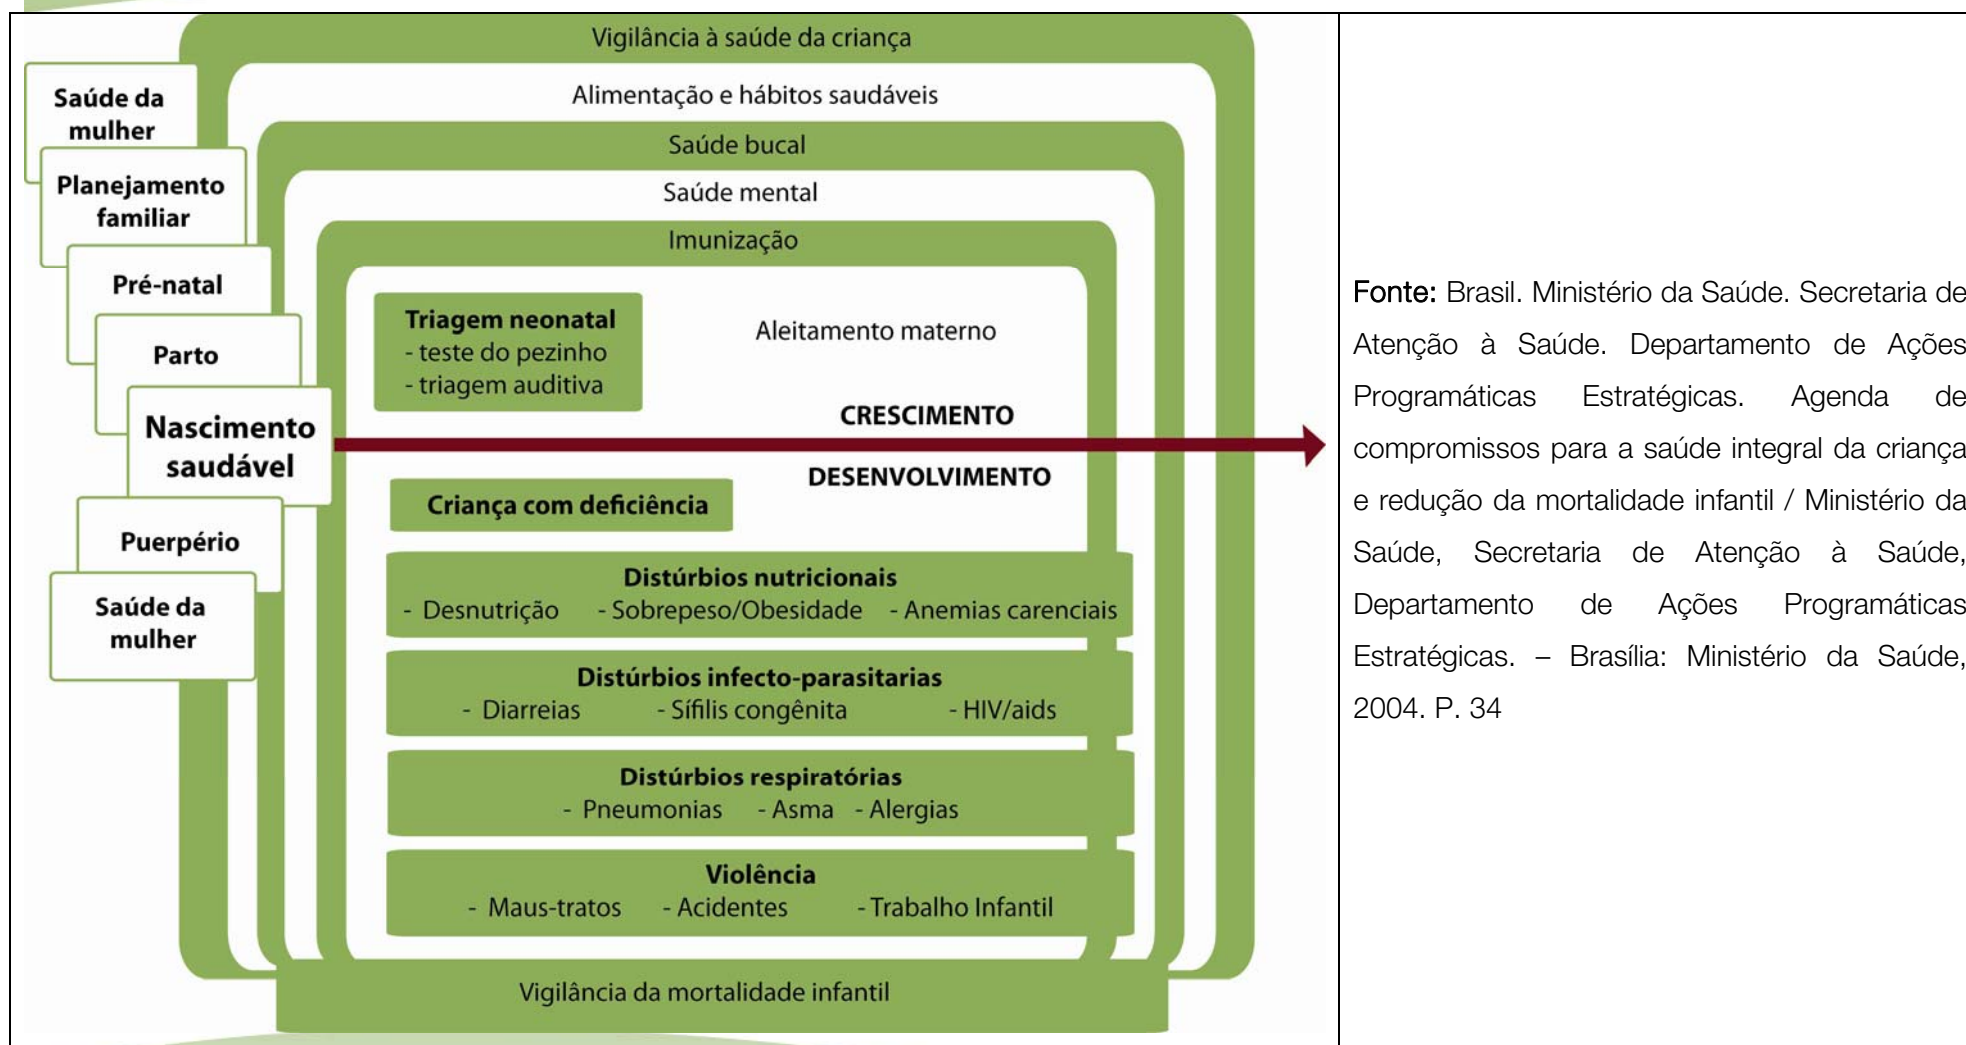 Vigilância à saúde da criança
Alimentação e hábitos saudáveis
Saúde bucal
Saúde mental
Imunização
Saúde da
mulher
Planejamento
familiar
Pré-natal
Parto
Nascimento
saudável
Puerpério
Saúde da
mulher
Triagem neonatal
- teste do pezinho
- triagem auditiva
Aleitamento materno
CRESCIMENTO
DESENVOLVIMENTO
Criança com deficiência
Distúrbios nutricionais
- Desnutrição - Sobrepeso/Obesidade - Anemias carenciais
Distúrbios infecto-parasitarias
- Diarreias - Sífilis congênita - HIV/aids
Distúrbios respiratórias
- Pneumonias - Asma - Alergias
Violência
- Maus-tratos - Acidentes - Trabalho Infantil
Vigilância da mortalidade infantil
Fonte: Brasil. Ministério da Saúde. Secretaria de
Atenção à Saúde. Departamento de Ações
Programáticas Estratégicas. Agenda de
compromissos para a saúde integral da criança
e redução da mortalidade infantil / Ministério da
Saúde, Secretaria de Atenção à Saúde,
Departamento de Ações Programáticas
Estratégicas. – Brasília: Ministério da Saúde,
2004. P. 34